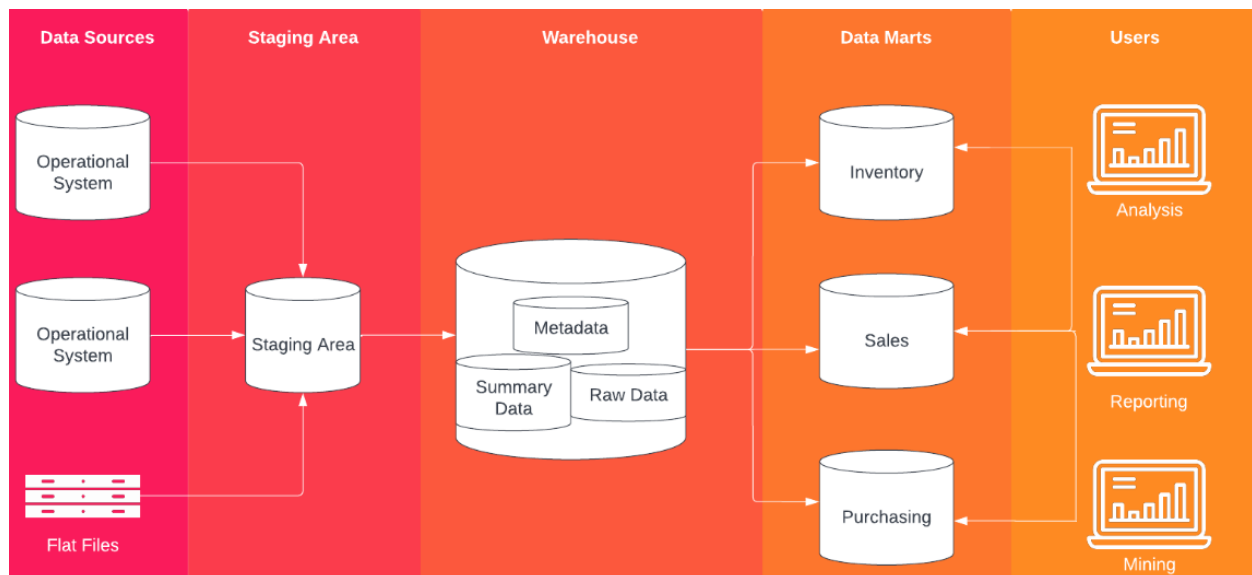 Data Sources
Staging Area
Warehouse
Data Marts
Users
Operational
System
Operational
System
Flat Files
Staging Area
Metadata
Summary
Data
Raw Data
Inventory
Sales
Purchasing
Analysis
Reporting
Mining